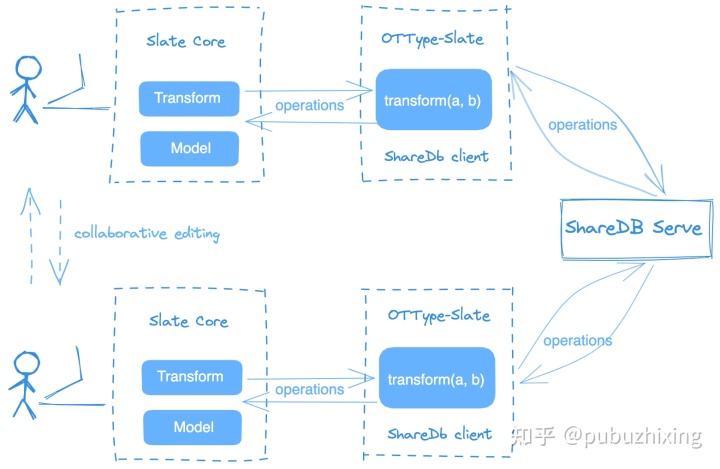 Slate Core
Transform
Model
operations
OTType-Slate
transform(a, b)
ShareDb client
operations
collaborative editing
ShareDB Serve
Slate Core
Transform
Model
operations
OTType-Slate
transform(a, b)
ShareDb client
operations
知乎 @pubuzhixing